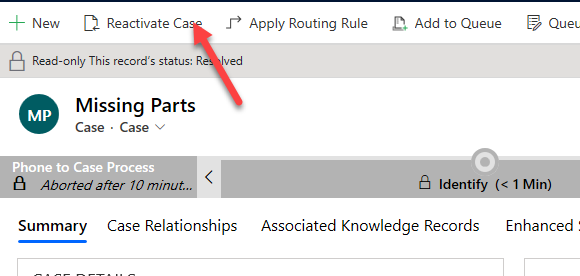 New Reactivate Case Apply Routing Rule Add to Queue Queu
Read-only This record's status: Resolved
MP
Missing Parts
Case · Case
Phone to Case Process
Aborted after 10 minut...
Identify (< 1 Min)
Summary Case Relationships Associated Knowledge Records Enhanced
CASE DETAILS